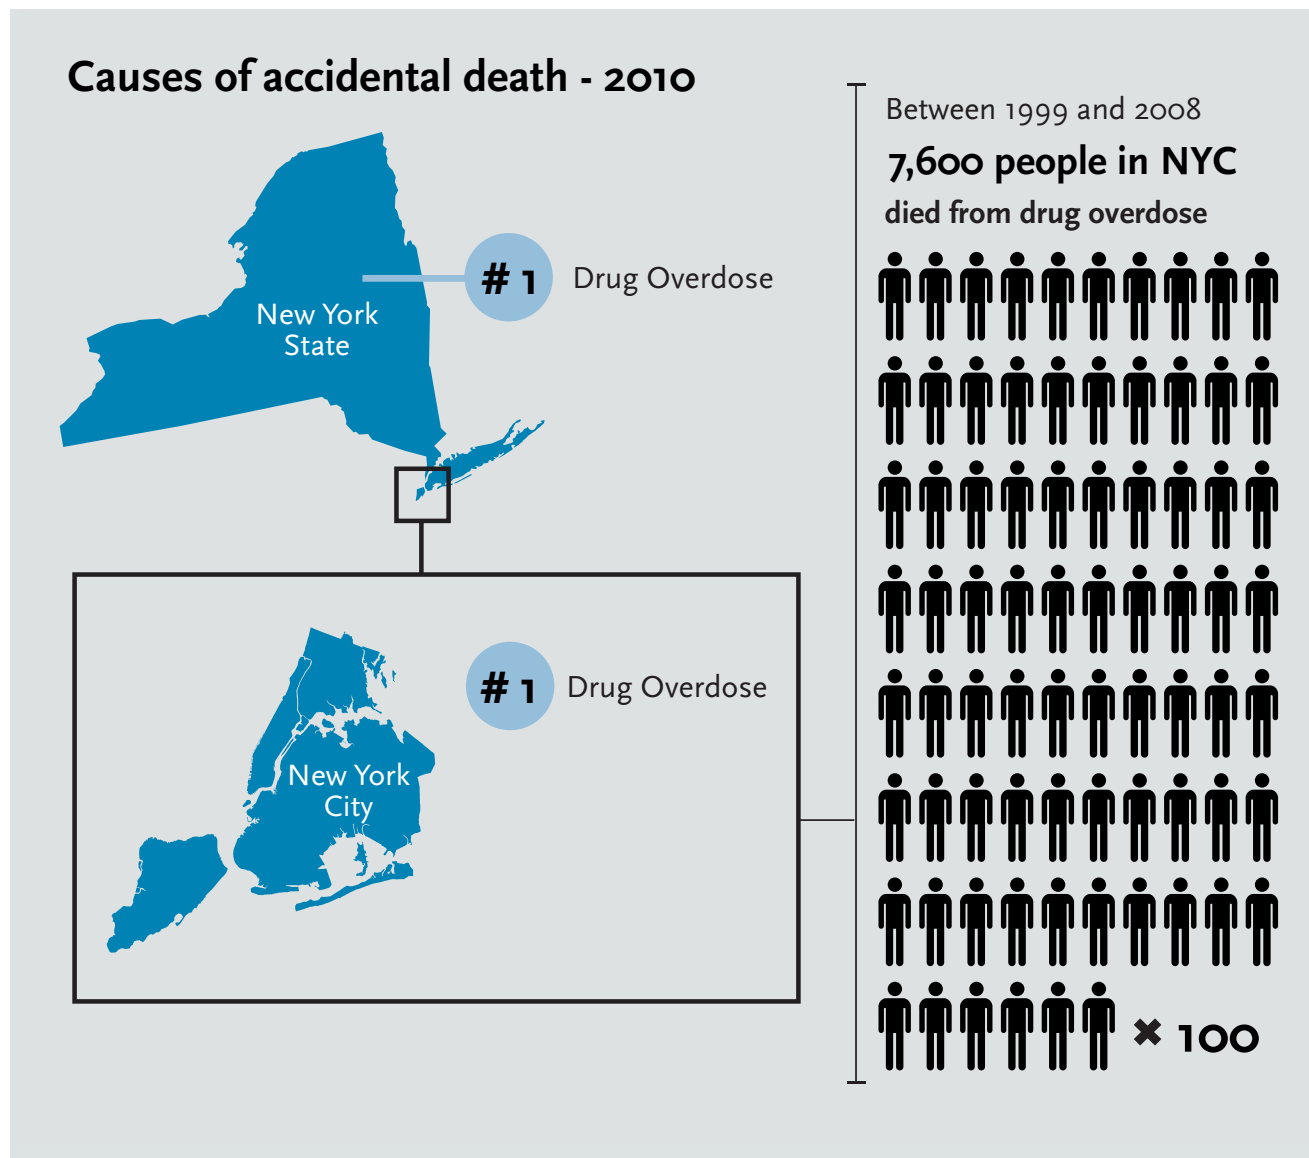 Causes of accidental death - 2010
# 1
Drug Overdose
New York
State
# 1
Drug Overdose
New York
City
Between 1999 and 2008
7,600 people in NYC
died from drug overdose
✖ 100